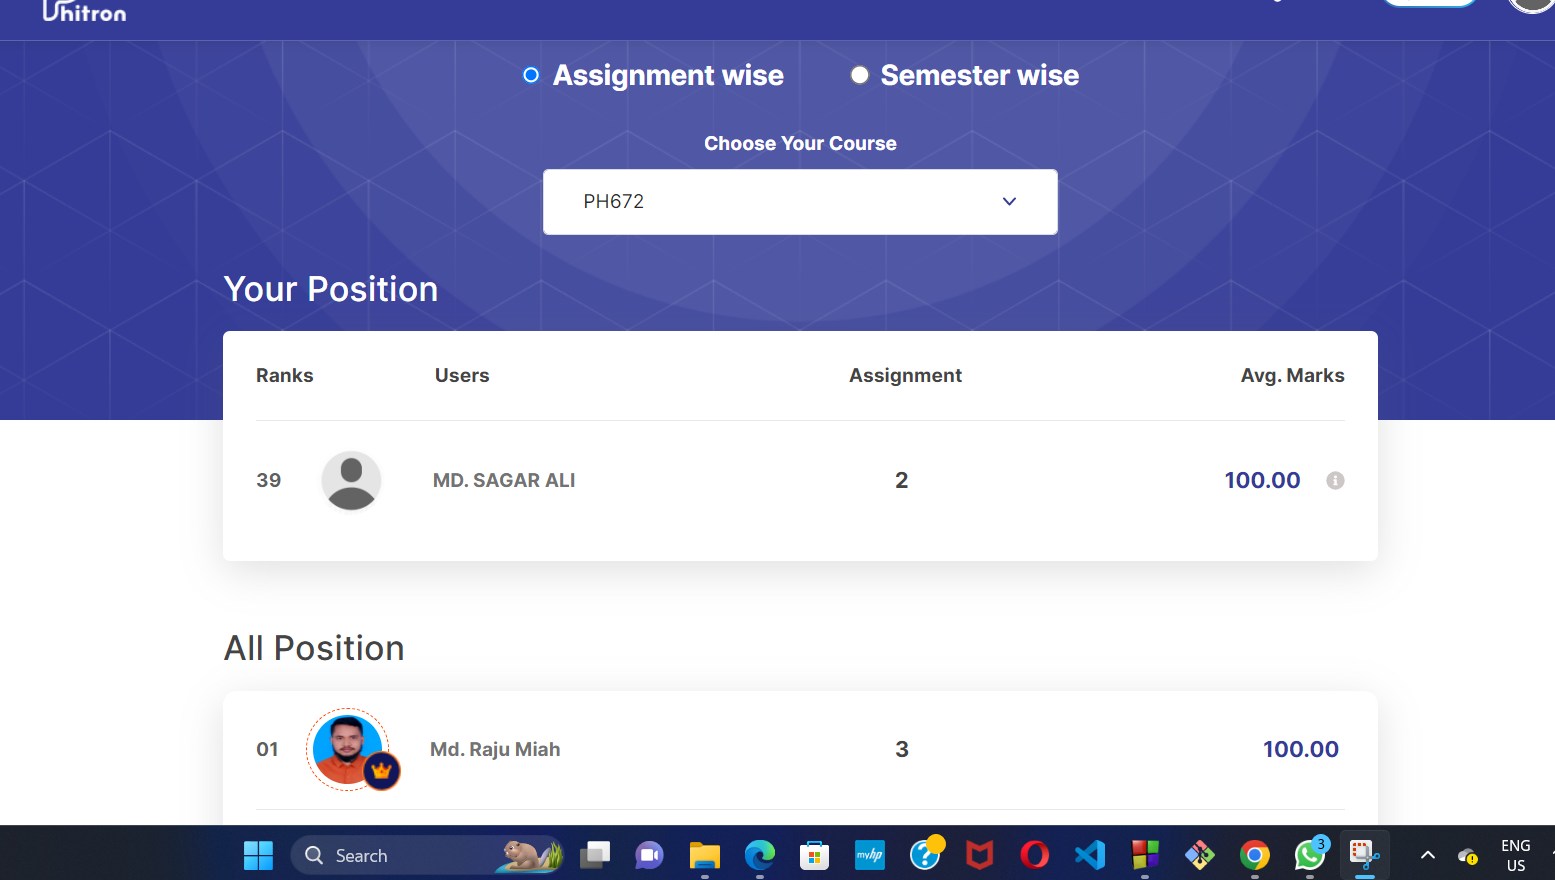 Phitron
Assignment wise
Semester wise
Choose Your Course
PH672
Your Position
Ranks Users Assignment Avg. Marks
39 MD. SAGAR ALI 2 100.00
All Position
01 Md. Raju Miah 3 100.00
Search
myhp
3
ENG
US